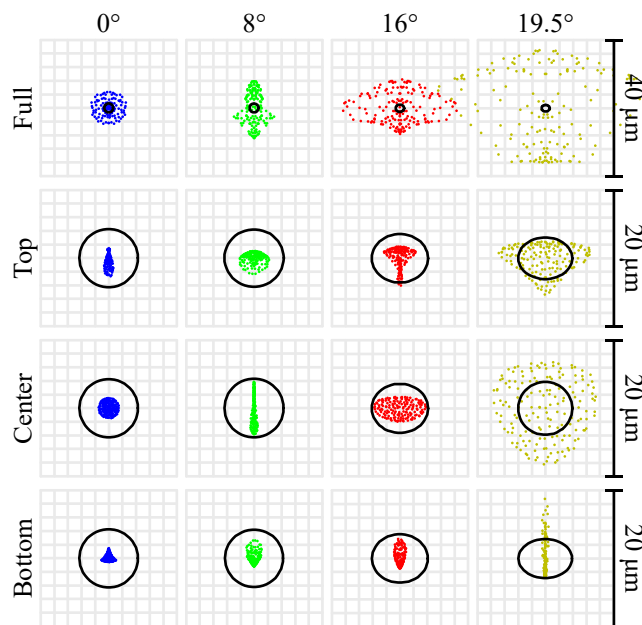 0° 8° 16° 19.5°
Full 40 µm
Top 20 µm
Center 20 µm
Bottom 20 µm